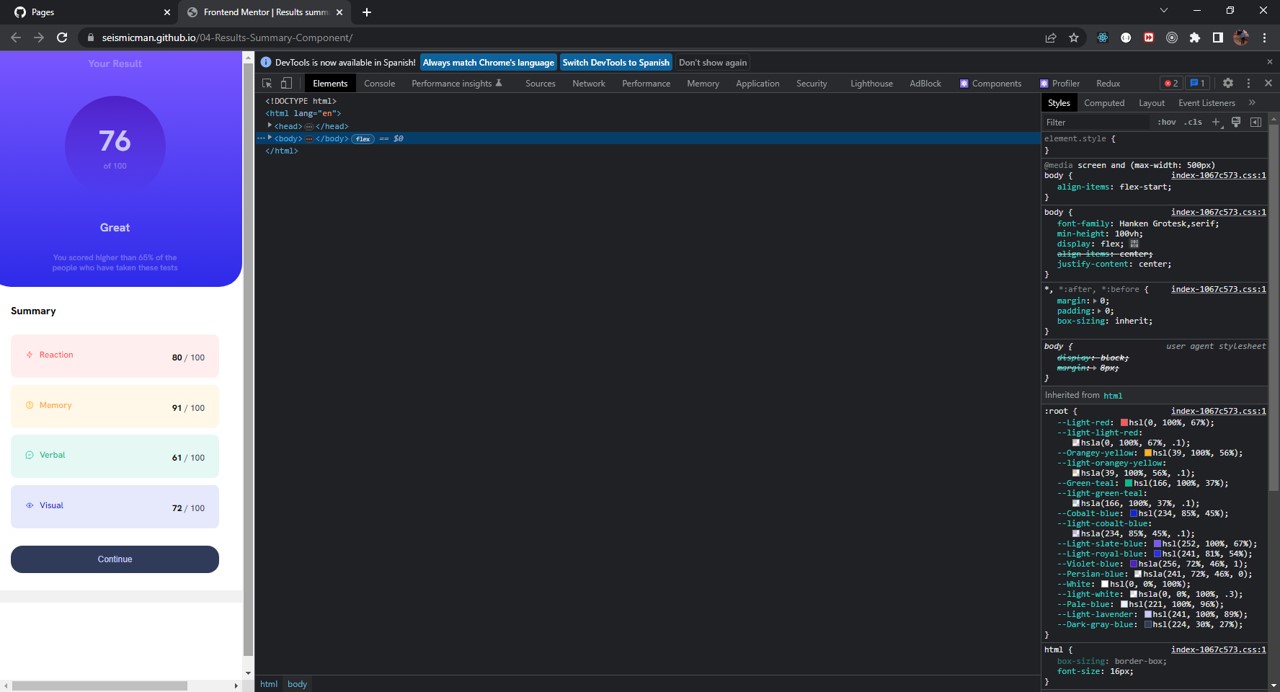 Pages
Frontend Mentor | Results summ
seismicman.github.io/04-Results-Summary-Component/
Your Result
76
of 100
Great
You scored higher than 65% of the
people who have taken these tests
Summary
Reaction 80 / 100
Memory 91 / 100
Verbal 61 / 100
Visual 72 / 100
Continue
DevTools is now available in Spanish! Always match Chrome's language Switch DevTools to Spanish Don't show again
Elements Console Performance insights Sources Network Performance Memory Application Security Lighthouse AdBlock Components Profiler Redux 2 1
<!DOCTYPE html>
<html lang="en">
<head> … </head>
… <body> … </body> flex == $0
</html>
html body
Styles Computed Layout Event Listeners »
Filter :hov .cls +
element.style {
}
@media screen and (max-width: 500px)
body { index-1067c573.css:1
align-items: flex-start;
}
body { index-1067c573.css:1
font-family: Hanken Grotesk,serif;
min-height: 100vh;
display: flex;
align-items: center;
justify-content: center;
}
*, *:after, *:before { index-1067c573.css:1
margin: 0;
padding: 0;
box-sizing: inherit;
}
body { user agent stylesheet
display: block;
margin: 8px;
}
Inherited from html
:root { index-1067c573.css:1
--Light-red: hsl(0, 100%, 67%);
--light-light-red:
hsla(0, 100%, 67%, .1);
--Orangey-yellow: hsl(39, 100%, 56%);
--light-orangey-yellow:
hsla(39, 100%, 56%, .1);
--Green-teal: hsl(166, 100%, 37%);
--light-green-teal:
hsla(166, 100%, 37%, .1);
--Cobalt-blue: hsl(234, 85%, 45%);
--light-cobalt-blue:
hsla(234, 85%, 45%, .1);
--Light-slate-blue: hsl(252, 100%, 67%);
--Light-royal-blue: hsl(241, 81%, 54%);
--Violet-blue: hsla(256, 72%, 46%, 1);
--Persian-blue: hsla(241, 72%, 46%, 0);
--White: hsl(0, 0%, 100%);
--light-white: hsla(0, 0%, 100%, .3);
--Pale-blue: hsl(221, 100%, 96%);
--Light-lavender: hsl(241, 100%, 89%);
--Dark-gray-blue: hsl(224, 30%, 27%);
}
html { index-1067c573.css:1
box-sizing: border-box;
font-size: 16px;
}